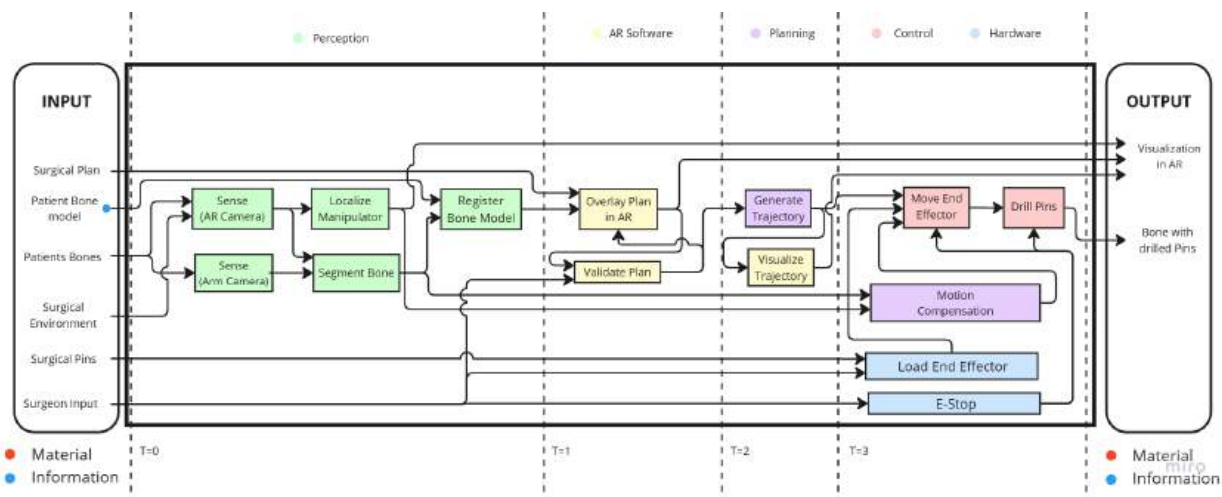 Perception
AR Software
Planning
Control
Hardware
INPUT
Surgical Plan
Patient Bone
model
Patients Bones
Surgical
Environment
Surgical Pins
Surgeon Input
Sense
(AR Camera)
Localize
Manipulator
Register
Bone Model
Sense
(Arm Camera)
Segment Bone
Overlay Plan
in AR
Validate Plan
Generate
Trajectory
Visualize
Trajectory
Move End
Effector
Drill Pins
Motion
Compensation
Load End Effector
E-Stop
OUTPUT
Visualization
in AR
Bone with
drilled Pins
T=0
T=1
T=2
T=3
Material
Information
Material
Information
miro